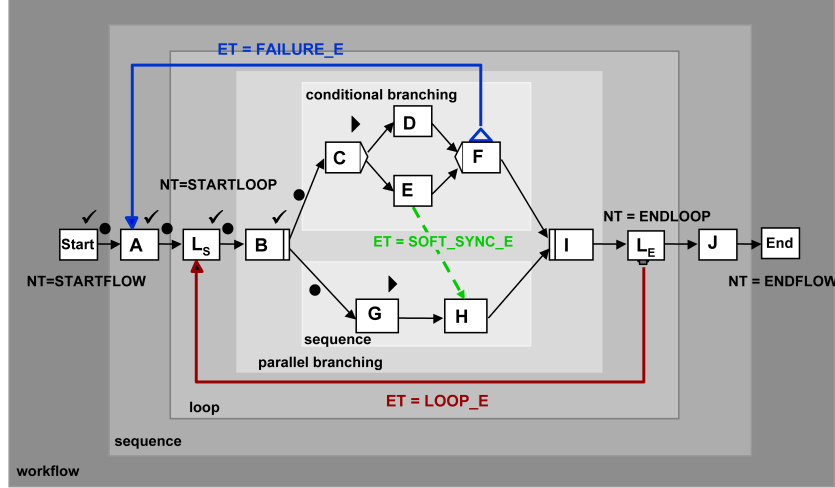 ET = FAILURE_E
conditional branching
D
C
F
E
NT=STARTLOOP
NT = ENDLOOP
Start
A
LS
B
ET = SOFT_SYNC_E
I
LE
J
End
NT=STARTFLOW
NT = ENDFLOW
G
H
sequence
parallel branching
ET = LOOP_E
loop
sequence
workflow